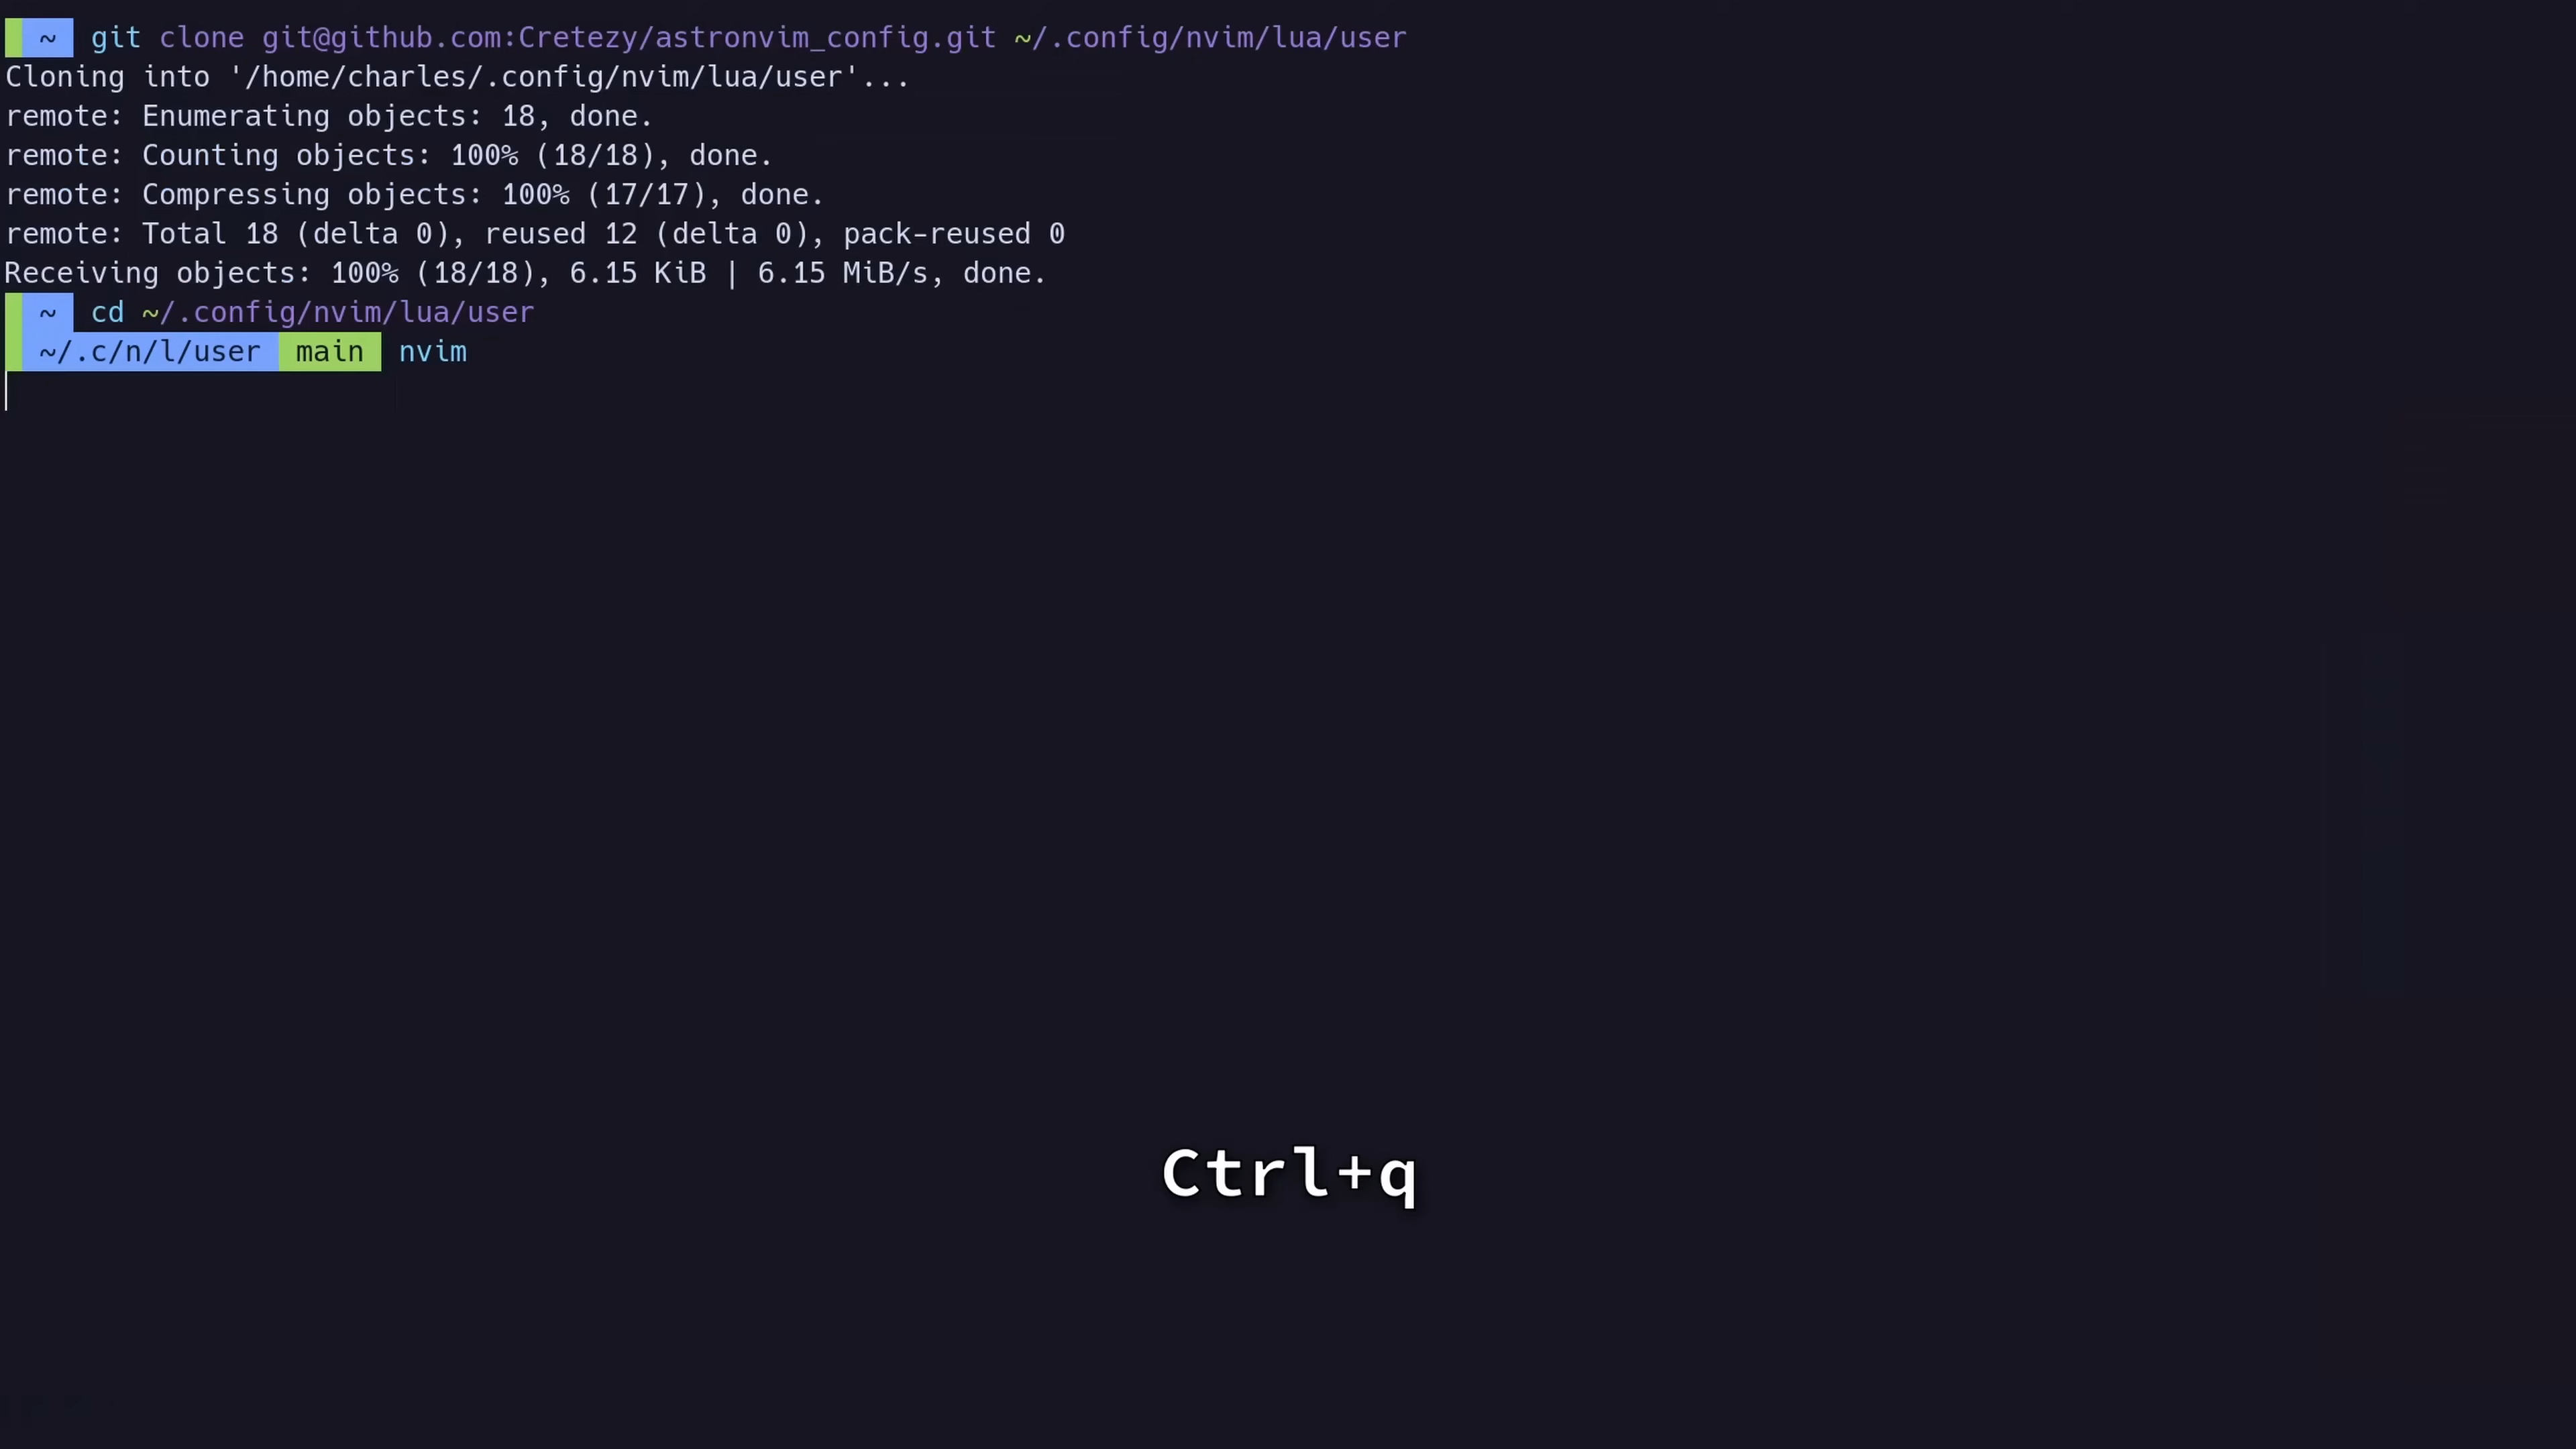 ~ git clone git@github.com:Cretezy/astronvim_config.git ~/.config/nvim/lua/user
Cloning into '/home/charles/.config/nvim/lua/user'...
remote: Enumerating objects: 18, done.
remote: Counting objects: 100% (18/18), done.
remote: Compressing objects: 100% (17/17), done.
remote: Total 18 (delta 0), reused 12 (delta 0), pack-reused 0
Receiving objects: 100% (18/18), 6.15 KiB | 6.15 MiB/s, done.
~ cd ~/.config/nvim/lua/user
~/.c/n/l/user main nvim
Ctrl+q